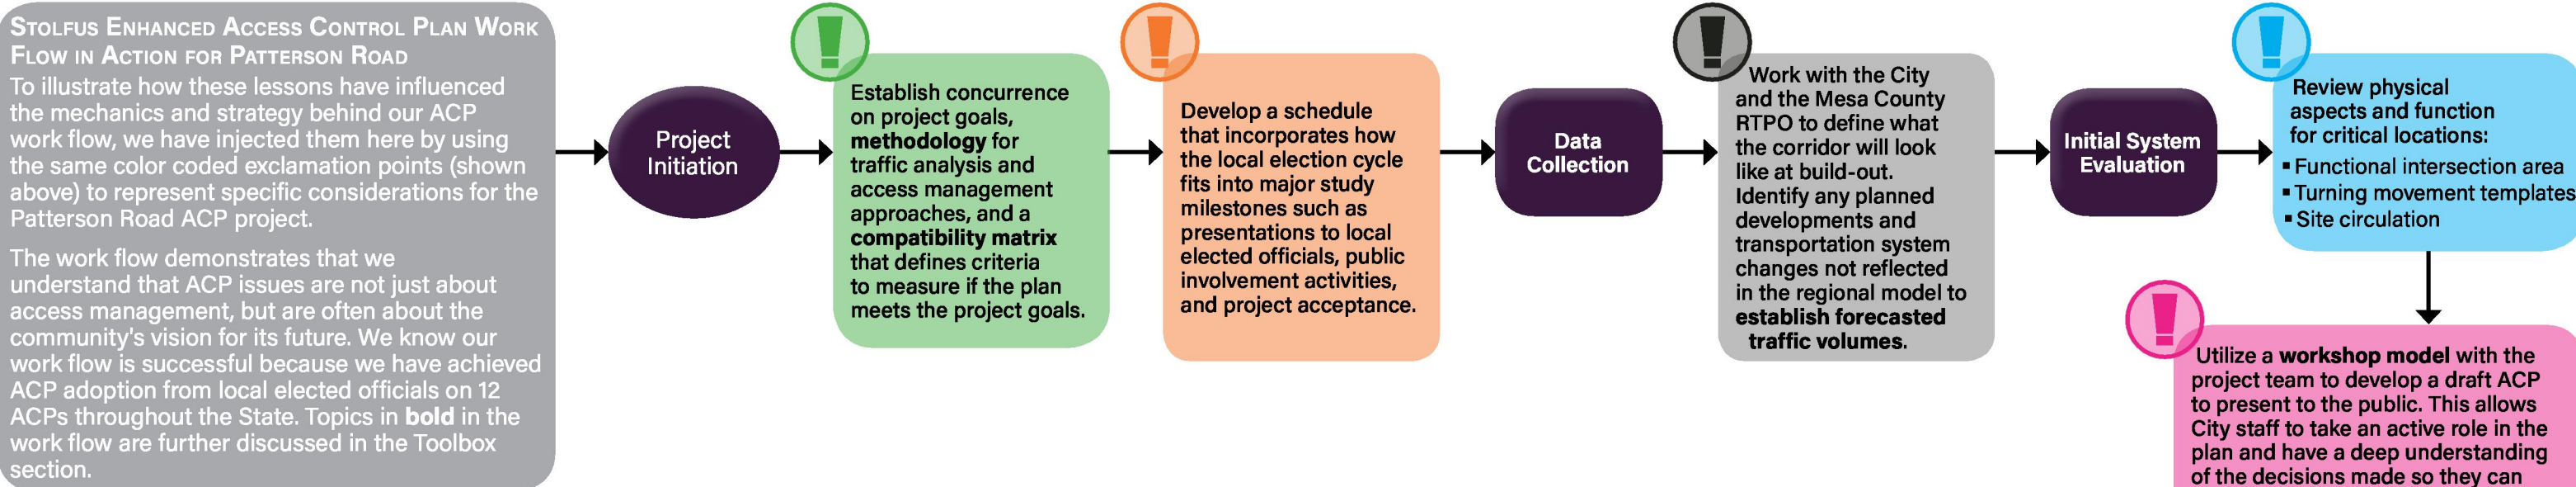 STOLFUS ENHANCED ACCESS CONTROL PLAN WORK
FLOW IN ACTION FOR PATTERSON ROAD
To illustrate how these lessons have influenced
the mechanics and strategy behind our ACP
work flow, we have injected them here by using
the same color coded exclamation points (shown
above) to represent specific considerations for the
Patterson Road ACP project.
The work flow demonstrates that we
understand that ACP issues are not just about
access management, but are often about the
community's vision for its future. We know our
work flow is successful because we have achieved
ACP adoption from local elected officials on 12
ACPs throughout the State. Topics in bold in the
work flow are further discussed in the Toolbox
section.
Project
Initiation
!
Establish concurrence
on project goals,
methodology for
traffic analysis and
access management
approaches, and a
compatibility matrix
that defines criteria
to measure if the plan
meets the project goals.
!
Develop a schedule
that incorporates how
the local election cycle
fits into major study
milestones such as
presentations to local
elected officials, public
involvement activities,
and project acceptance.
Data
Collection
!
Work with the City
and the Mesa County
RTPO to define what
the corridor will look
like at build-out.
Identify any planned
developments and
transportation system
changes not reflected
in the regional model to
establish forecasted
traffic volumes.
Initial System
Evaluation
!
Review physical
aspects and function
for critical locations:
▪ Functional intersection area
▪ Turning movement templates
▪ Site circulation
!
Utilize a workshop model with the
project team to develop a draft ACP
to present to the public. This allows
City staff to take an active role in the
plan and have a deep understanding
of the decisions made so they can